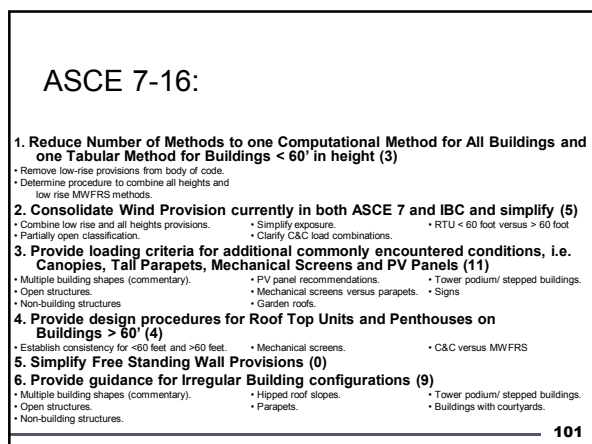 ASCE 7-16:
1. Reduce Number of Methods to one Computational Method for All Buildings and
one Tabular Method for Buildings < 60' in height (3)
• Remove low-rise provisions from body of code.
• Determine procedure to combine all heights and
low rise MWFRS methods.
2. Consolidate Wind Provision currently in both ASCE 7 and IBC and simplify (5)
• Combine low rise and all heights provisions. • Simplify exposure. • RTU < 60 foot versus > 60 foot
• Partially open classification. • Clarify C&C load combinations.
3. Provide loading criteria for additional commonly encountered conditions, i.e.
Canopies, Tall Parapets, Mechanical Screens and PV Panels (11)
• Multiple building shapes (commentary). • PV panel recommendations. • Tower podium/ stepped buildings.
• Open structures. • Mechanical screens versus parapets. • Signs
• Non-building structures • Garden roofs.
4. Provide design procedures for Roof Top Units and Penthouses on
Buildings > 60' (4)
• Establish consistency for <60 feet and >60 feet. • Mechanical screens. • C&C versus MWFRS
5. Simplify Free Standing Wall Provisions (0)
6. Provide guidance for Irregular Building configurations (9)
• Multiple building shapes (commentary). • Hipped roof slopes. • Tower podium/ stepped buildings.
• Open structures. • Parapets. • Buildings with courtyards.
• Non-building structures.
101